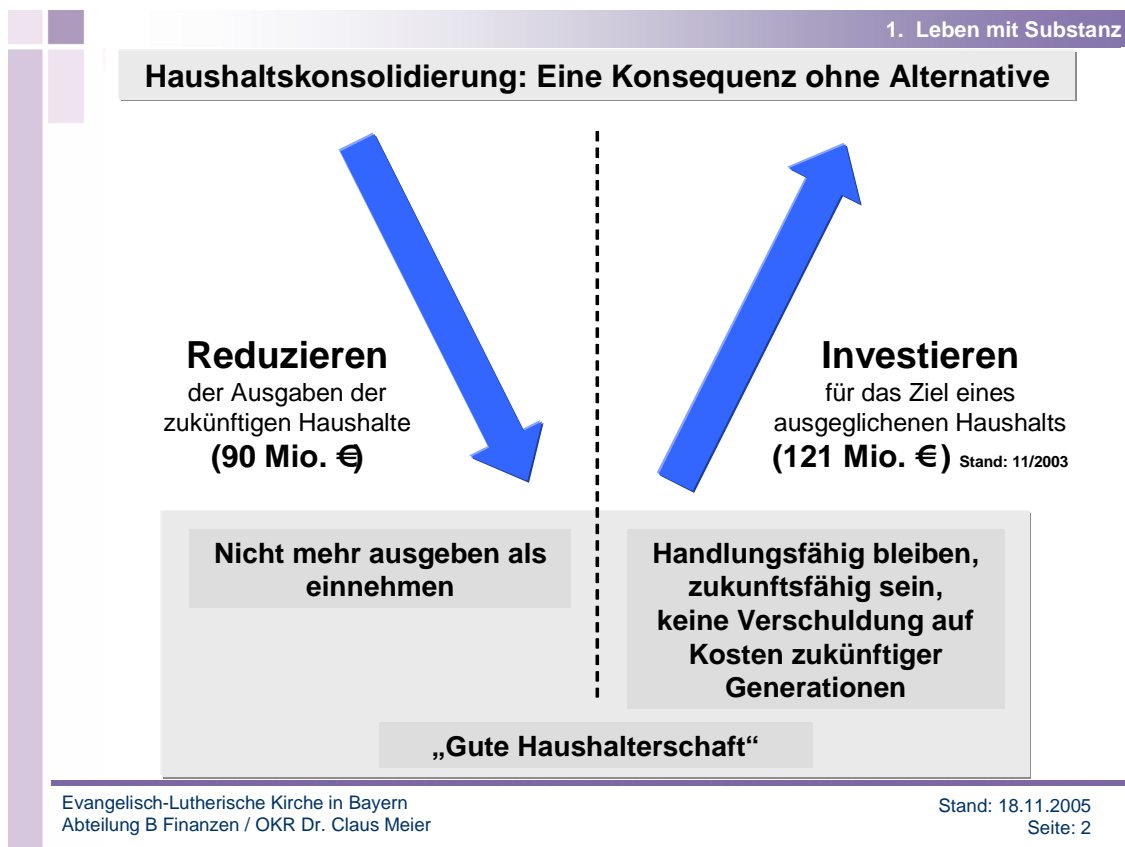 1. Leben mit Substanz
Haushaltskonsolidierung: Eine Konsequenz ohne Alternative
Reduzieren
der Ausgaben der
zukünftigen Haushalte
(90 Mio. €)
Investieren
für das Ziel eines
ausgeglichenen Haushalts
(121 Mio. €) Stand: 11/2003
Nicht mehr ausgeben als
einnehmen
Handlungsfähig bleiben,
zukunftsfähig sein,
keine Verschuldung auf
Kosten zukünftiger
Generationen
„Gute Haushalterschaft“
Evangelisch-Lutherische Kirche in Bayern
Abteilung B Finanzen / OKR Dr. Claus Meier
Stand: 18.11.2005
Seite: 2